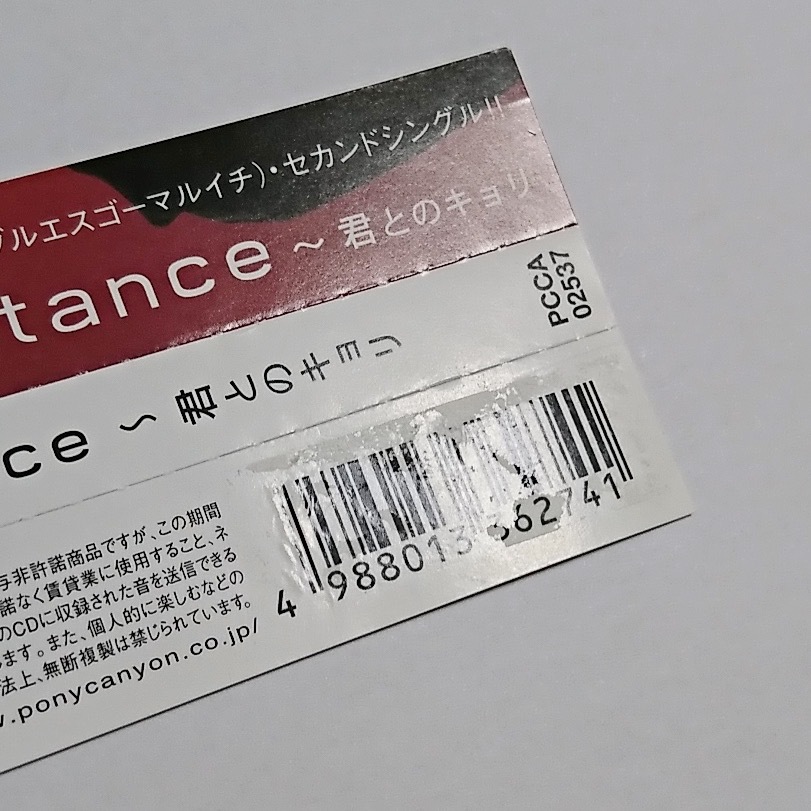 グルエスゴーマルイチ)・セカンドシングル!!
tance ～ 君とのキョリ
PCCA
02537
ce ～ 君とのキョリ
与非許諾商品ですが、この期間
諾なく賃貸業に使用すること、ネ
のCDに収録された音を送信できる
ます。また、個人的に楽しむなどの
法上、無断複製は禁じられています。
w.ponycanyon.co.jp/
4 988013 362741